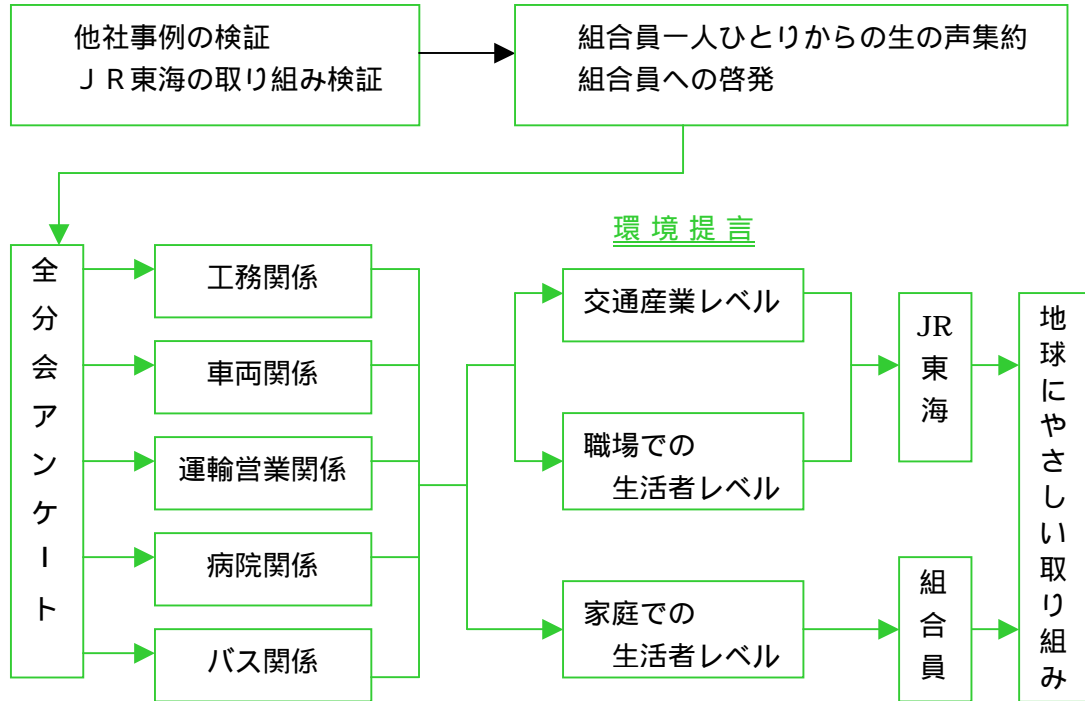 他社事例の検証
ＪＲ東海の取り組み検証
組合員一人ひとりからの生の声集約
組合員への啓発
環境提言
全分会アンケート
工務関係
車両関係
運輸営業関係
病院関係
バス関係
交通産業レベル
職場での
生活者レベル
家庭での
生活者レベル
JR東海
組合員
地球にやさしい取り組み